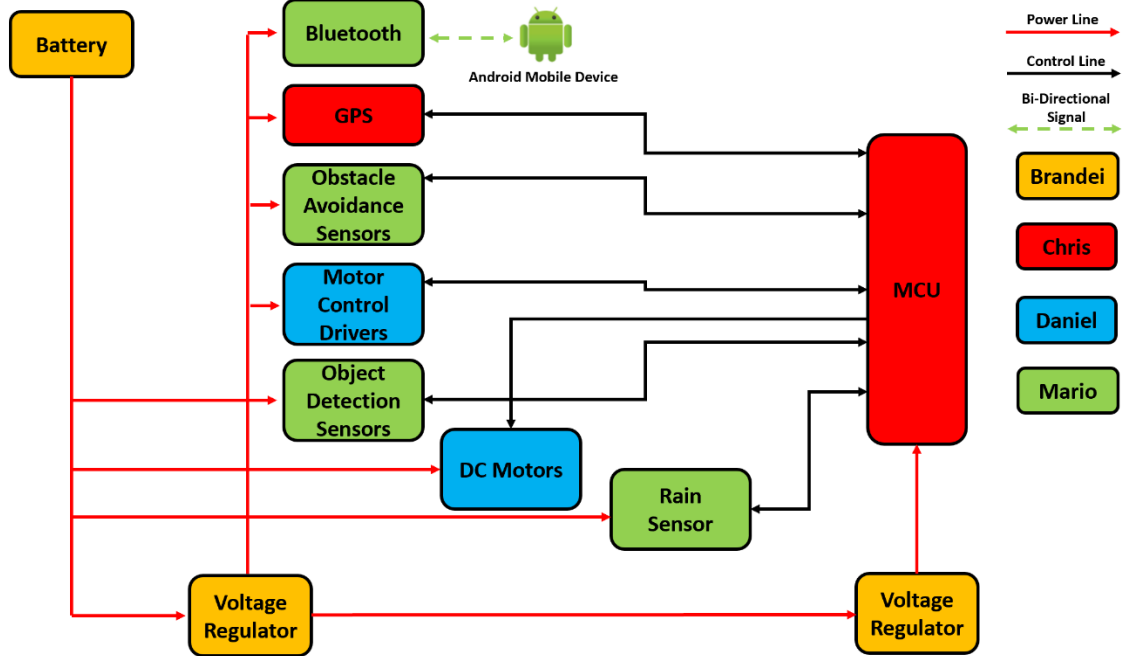 Battery
Bluetooth
Android Mobile Device
GPS
Obstacle
Avoidance
Sensors
Motor
Control
Drivers
Object
Detection
Sensors
DC Motors
Rain
Sensor
Voltage
Regulator
Voltage
Regulator
MCU
Power Line
Control Line
Bi-Directional
Signal
Brandei
Chris
Daniel
Mario